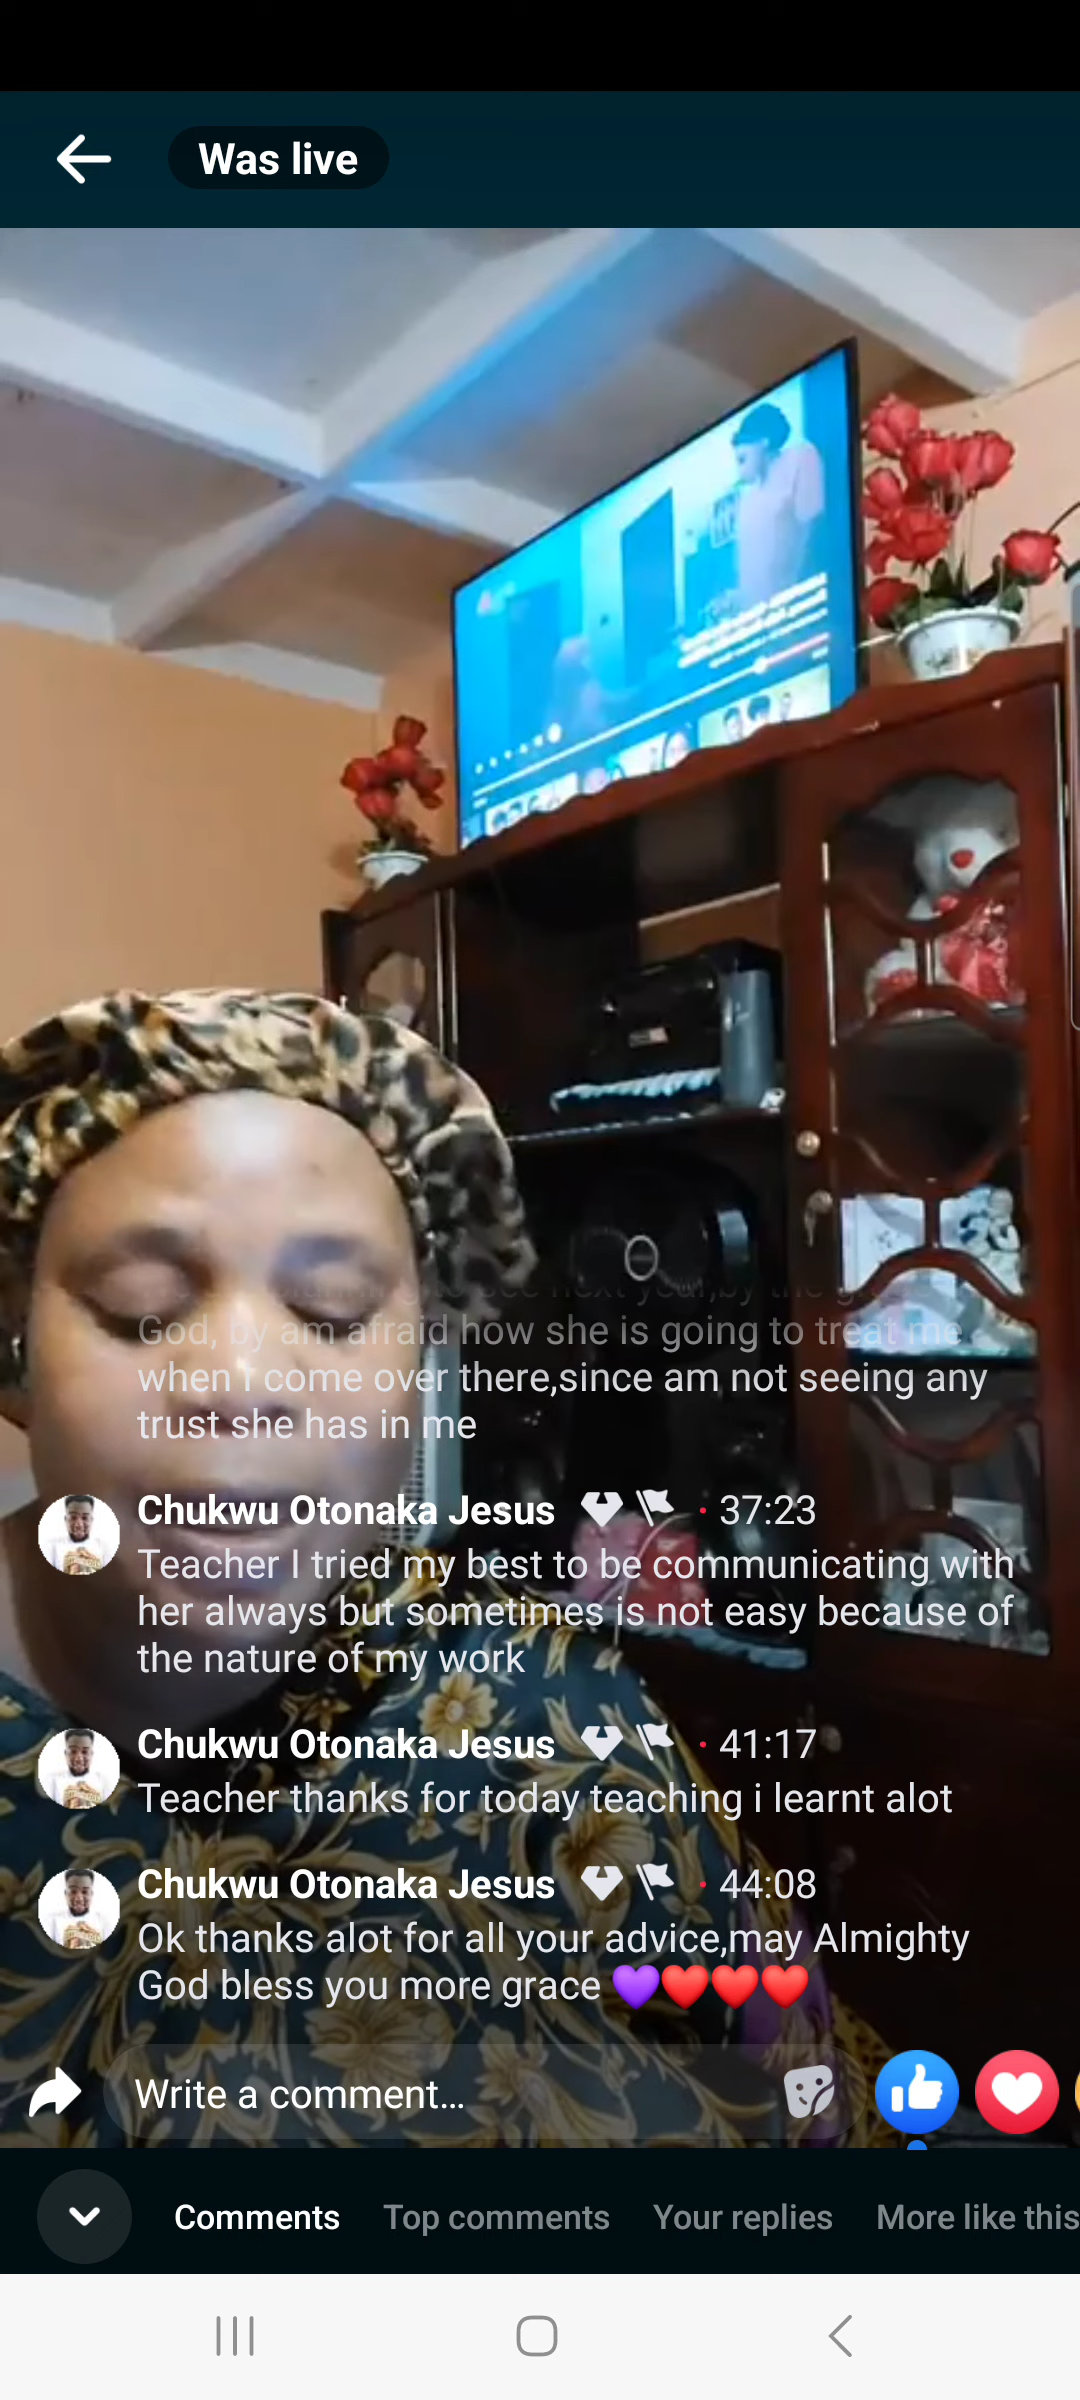 Was live
God, by am afraid how she is going to treat me
when I come over there,since am not seeing any
trust she has in me
Chukwu Otonaka Jesus · 37:23
Teacher I tried my best to be communicating with
her always but sometimes is not easy because of
the nature of my work
Chukwu Otonaka Jesus · 41:17
Teacher thanks for today teaching i learnt alot
Chukwu Otonaka Jesus · 44:08
Ok thanks alot for all your advice,may Almighty
God bless you more grace 💜❤️❤️❤️
Write a comment...
Comments Top comments Your replies More like this